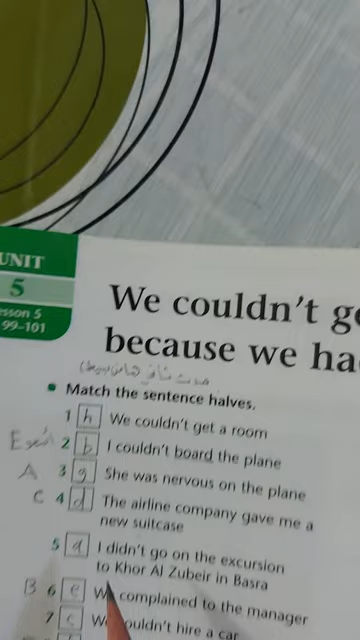 UNIT
5
esson 5
99–101
We couldn't ge
because we ha
Match the sentence halves.
1 h We couldn't get a room
2 b I couldn't board the plane
A 3 g She was nervous on the plane
C 4 d The airline company gave me a
new suitcase
5 a I didn't go on the excursion
to Khor Al Zubeir in Basra
B 6 e We complained to the manager
7 c We couldn't hire a car